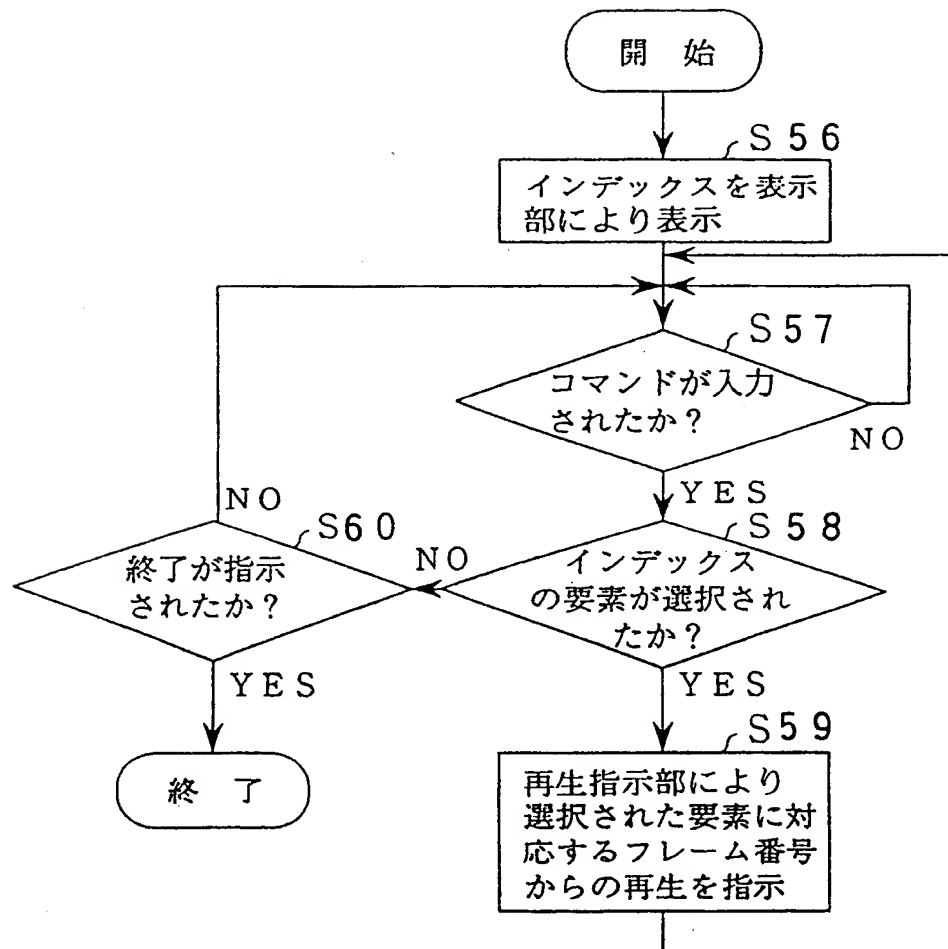 開 始
S56
インデックスを表示
部により表示
S57
コマンドが入力
されたか？
NO
YES
S58
インデックス
の要素が選択され
たか？
NO
S60
終了が指示
されたか？
NO
YES
終 了
YES
S59
再生指示部により
選択された要素に対
応するフレーム番号
からの再生を指示